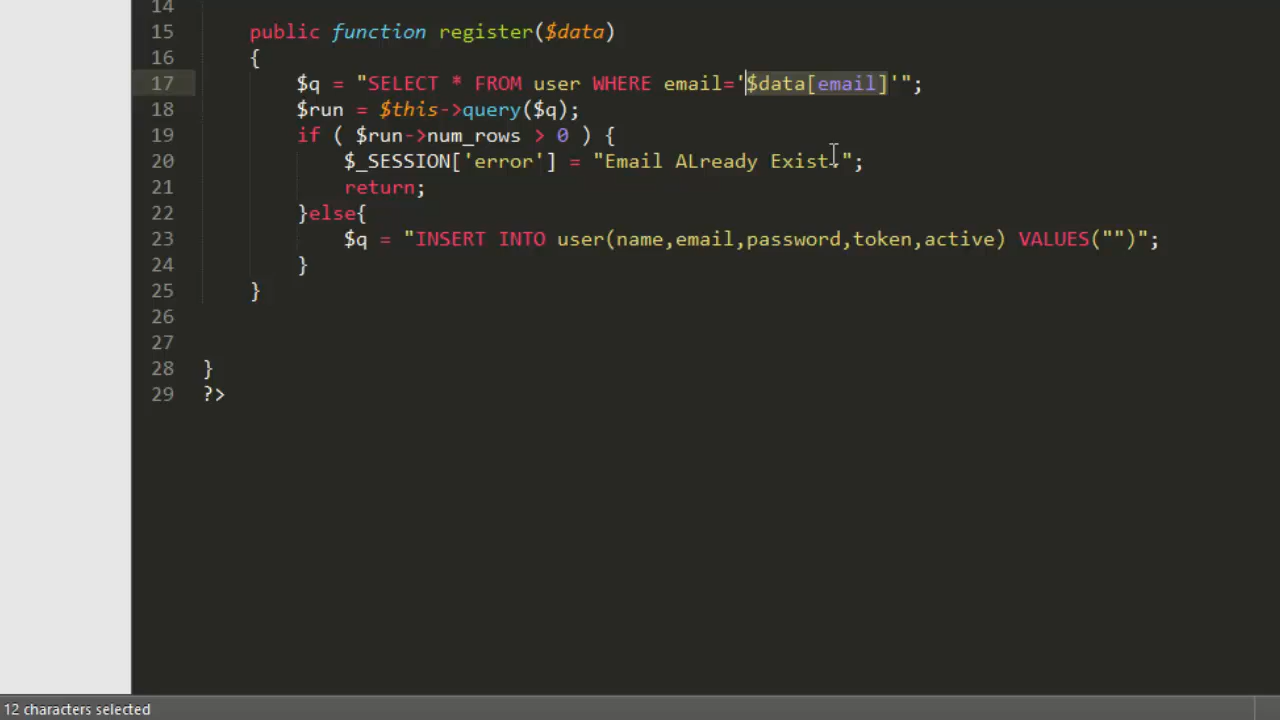 14
15 public function register($data)
16 {
17 $q = "SELECT * FROM user WHERE email='$data[email]'";
18 $run = $this->query($q);
19 if ( $run->num_rows > 0 ) {
20 $_SESSION['error'] = "Email ALready Exist.";
21 return;
22 }else{
23 $q = "INSERT INTO user(name,email,password,token,active) VALUES("")";
24 }
25 }
26
27
28 }
29 ?>
12 characters selected